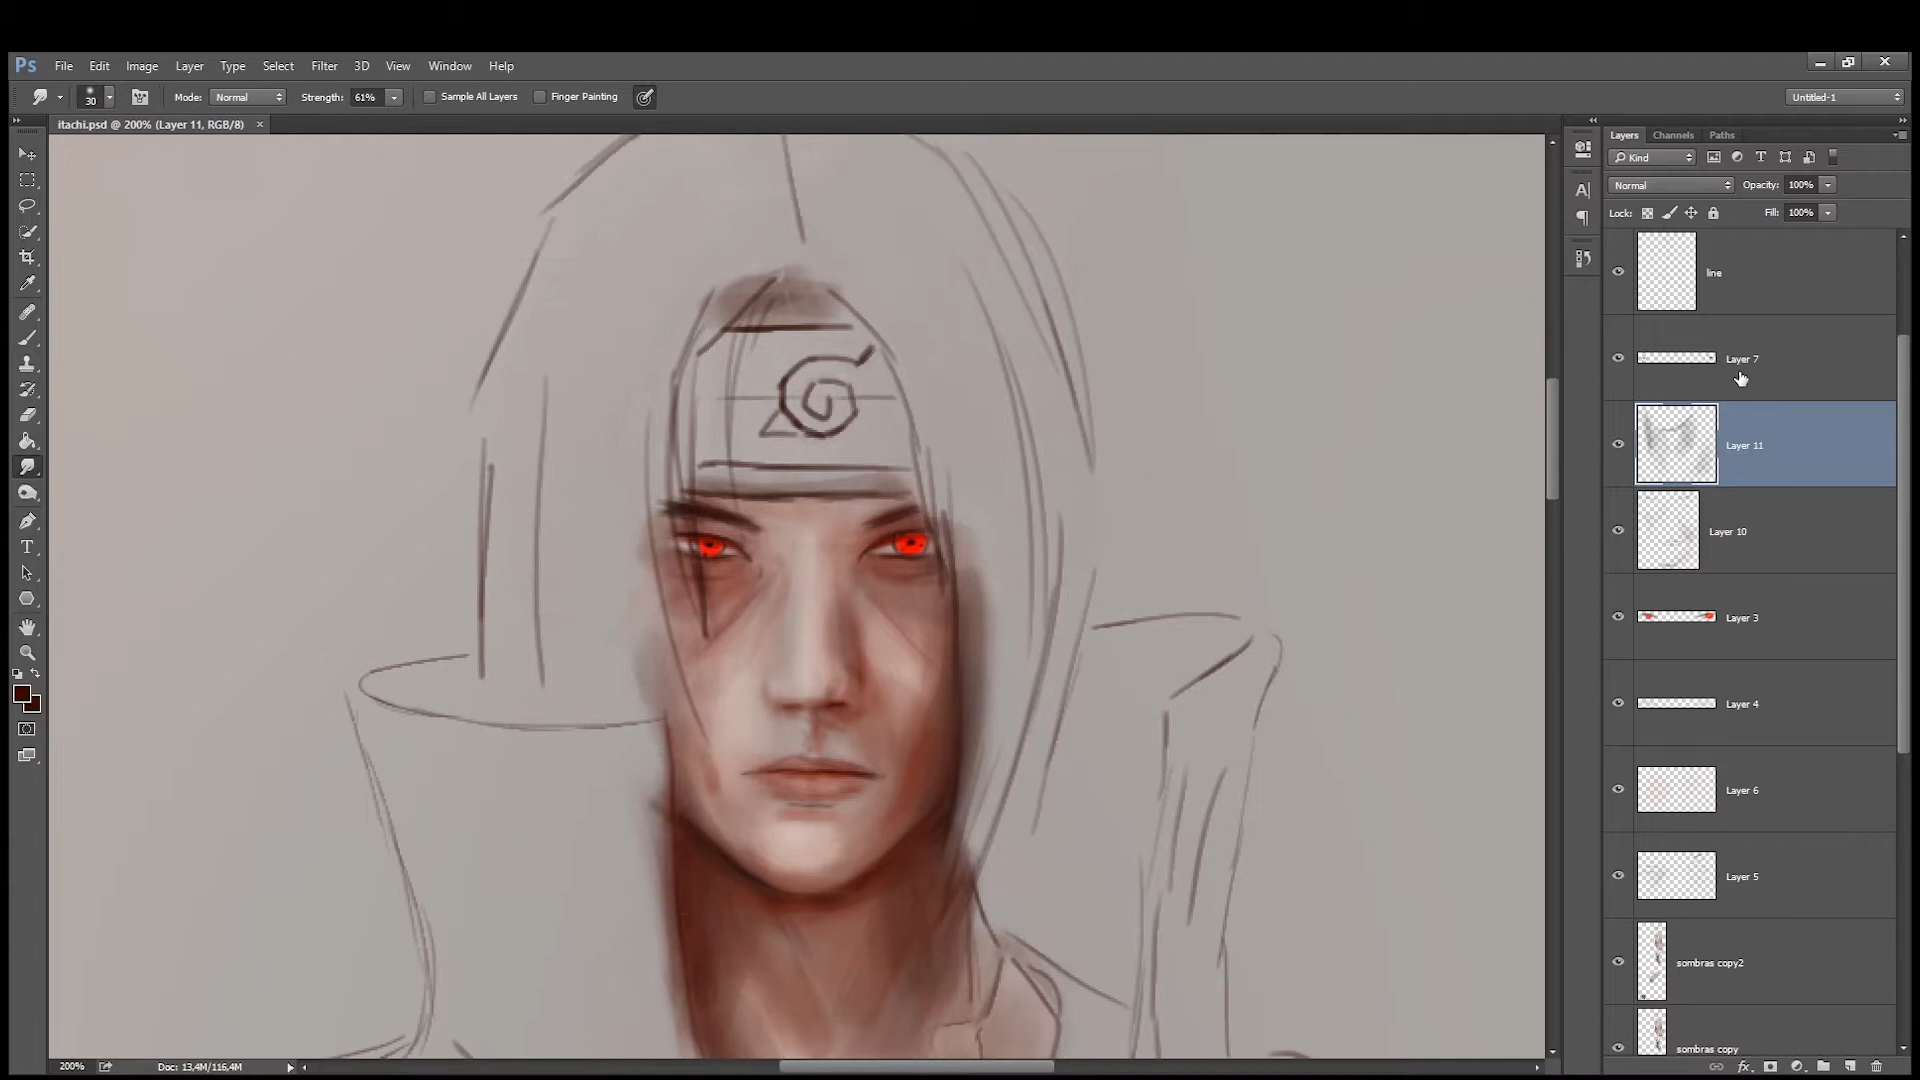 Ps File Edit Image Layer Type Select Filter 3D View Window Help
30 Mode: Normal Strength: 61% Sample All Layers Finger Painting Untitled-1
itachi.psd @ 200% (Layer 11, RGB/8) ×
Layers Channels Paths
Kind
Normal Opacity: 100%
Lock: Fill: 100%
line
Layer 7
Layer 11
Layer 10
Layer 3
Layer 4
Layer 6
Layer 5
sombras copy2
sombras copy
200% Doc: 13,4M/116,4M